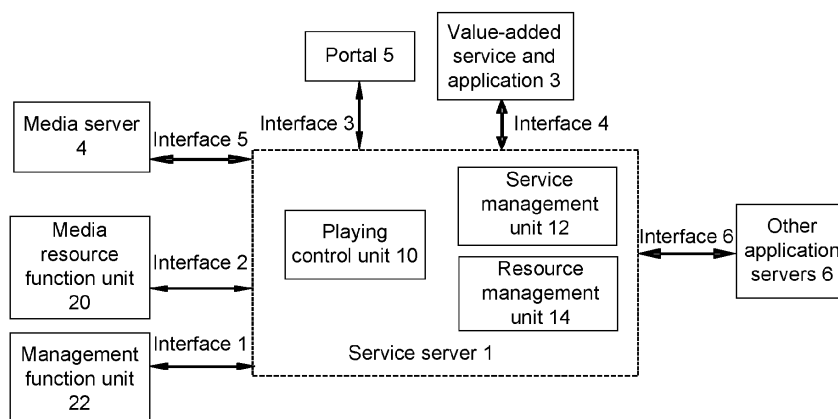 Portal 5
Value-added
service and
application 3
Media server
4
Interface 5
Interface 3
Interface 4
Media
resource
function unit
20
Interface 2
Playing
control unit 10
Service
management
unit 12
Resource
management
unit 14
Interface 6
Other
application
servers 6
Management
function unit
22
Interface 1
Service server 1